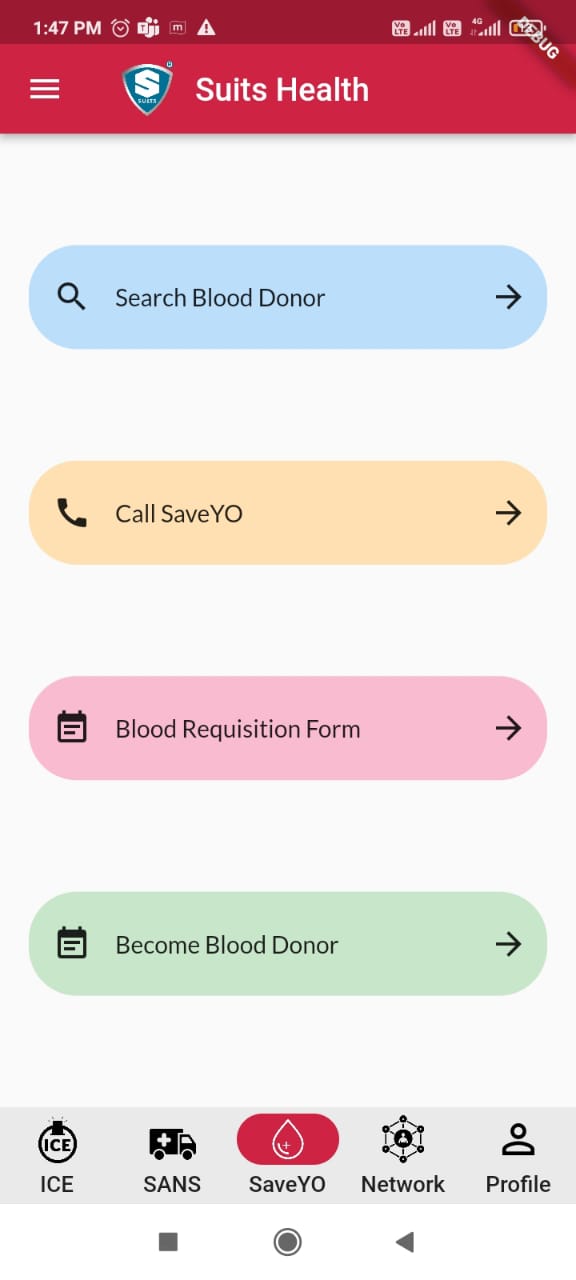 1:47 PM
4G
DEBUG
SUITS
Suits Health
Search Blood Donor
Call SaveYO
Blood Requisition Form
Become Blood Donor
ICE
ICE
SANS
SaveYO
Network
Profile